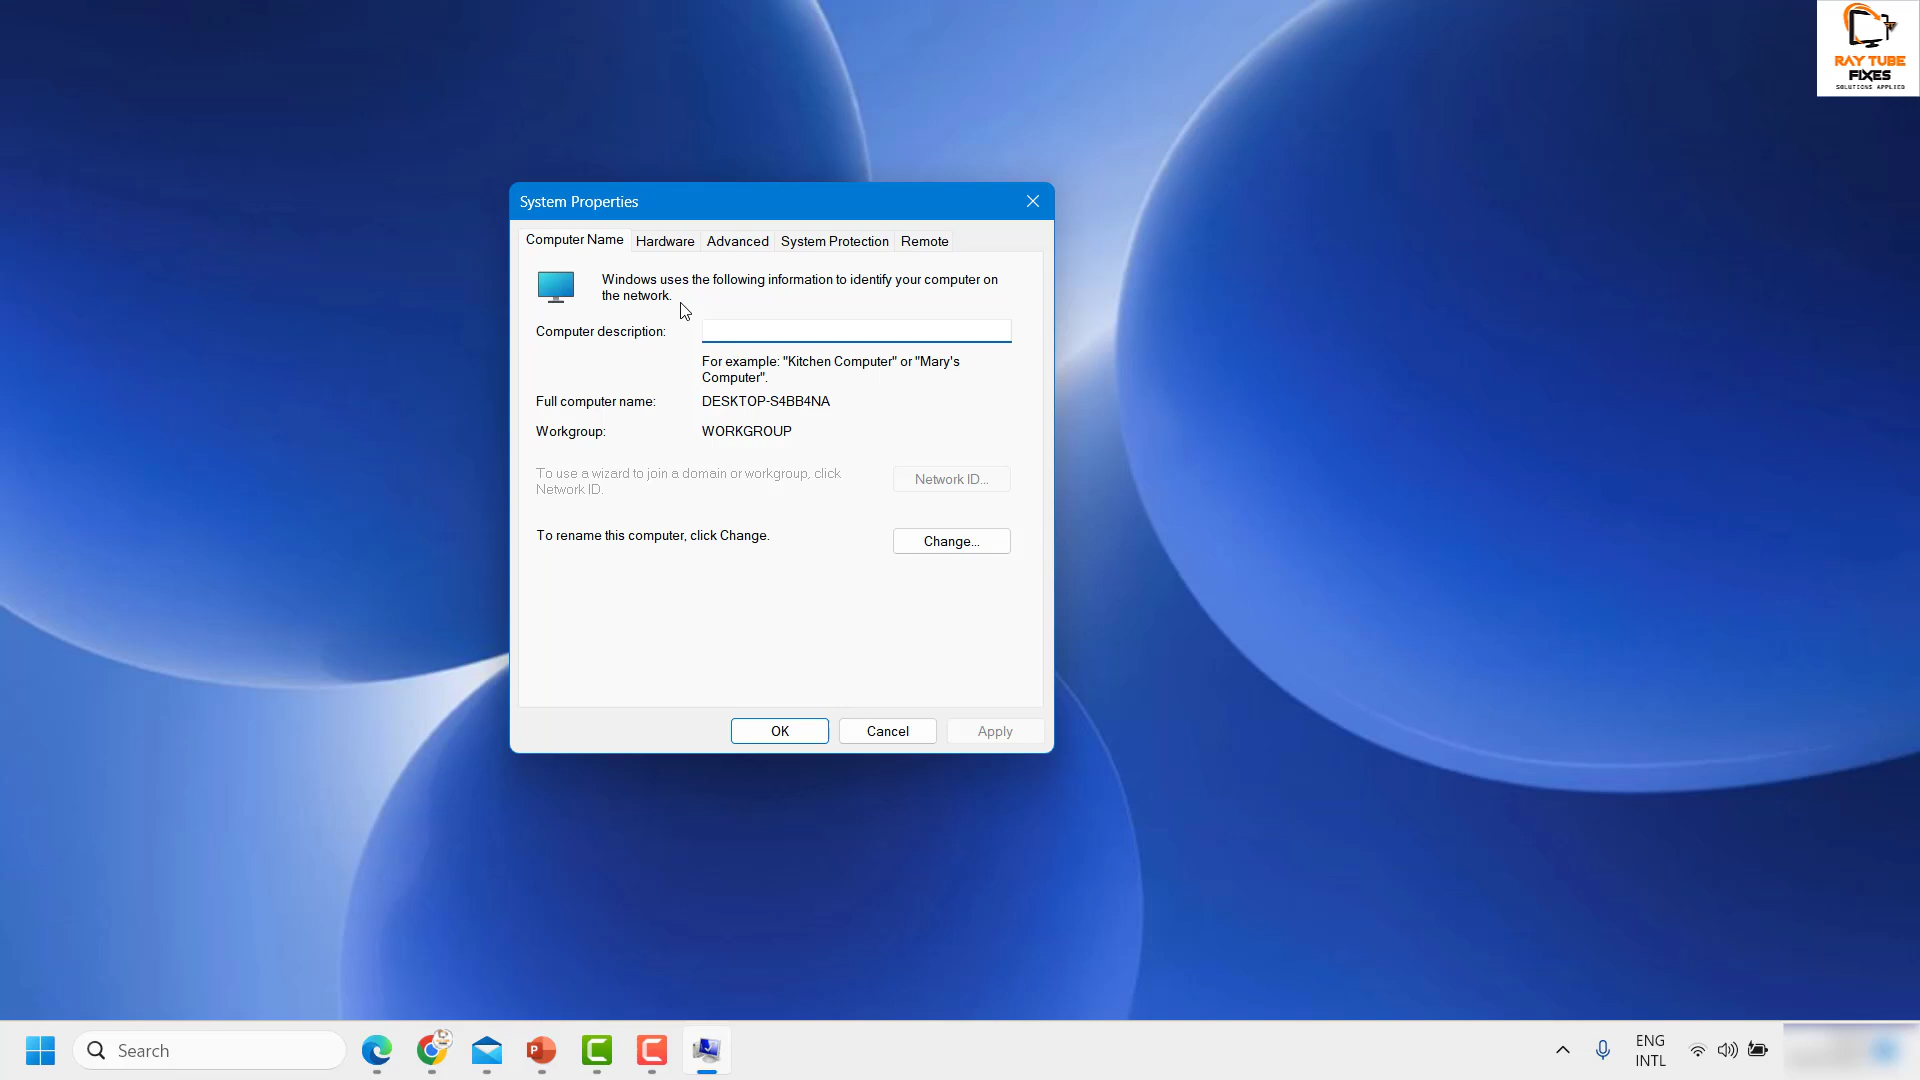 RAY TUBE
FIXES
SOLUTIONS APPLIED
System Properties
Computer Name
Hardware
Advanced
System Protection
Remote
Windows uses the following information to identify your computer on
the network.
Computer description:
For example: "Kitchen Computer" or "Mary's
Computer".
Full computer name:
DESKTOP-S4BB4NA
Workgroup:
WORKGROUP
To use a wizard to join a domain or workgroup, click
Network ID.
Network ID...
To rename this computer, click Change.
Change...
OK
Cancel
Apply
Search
ENG
INTL